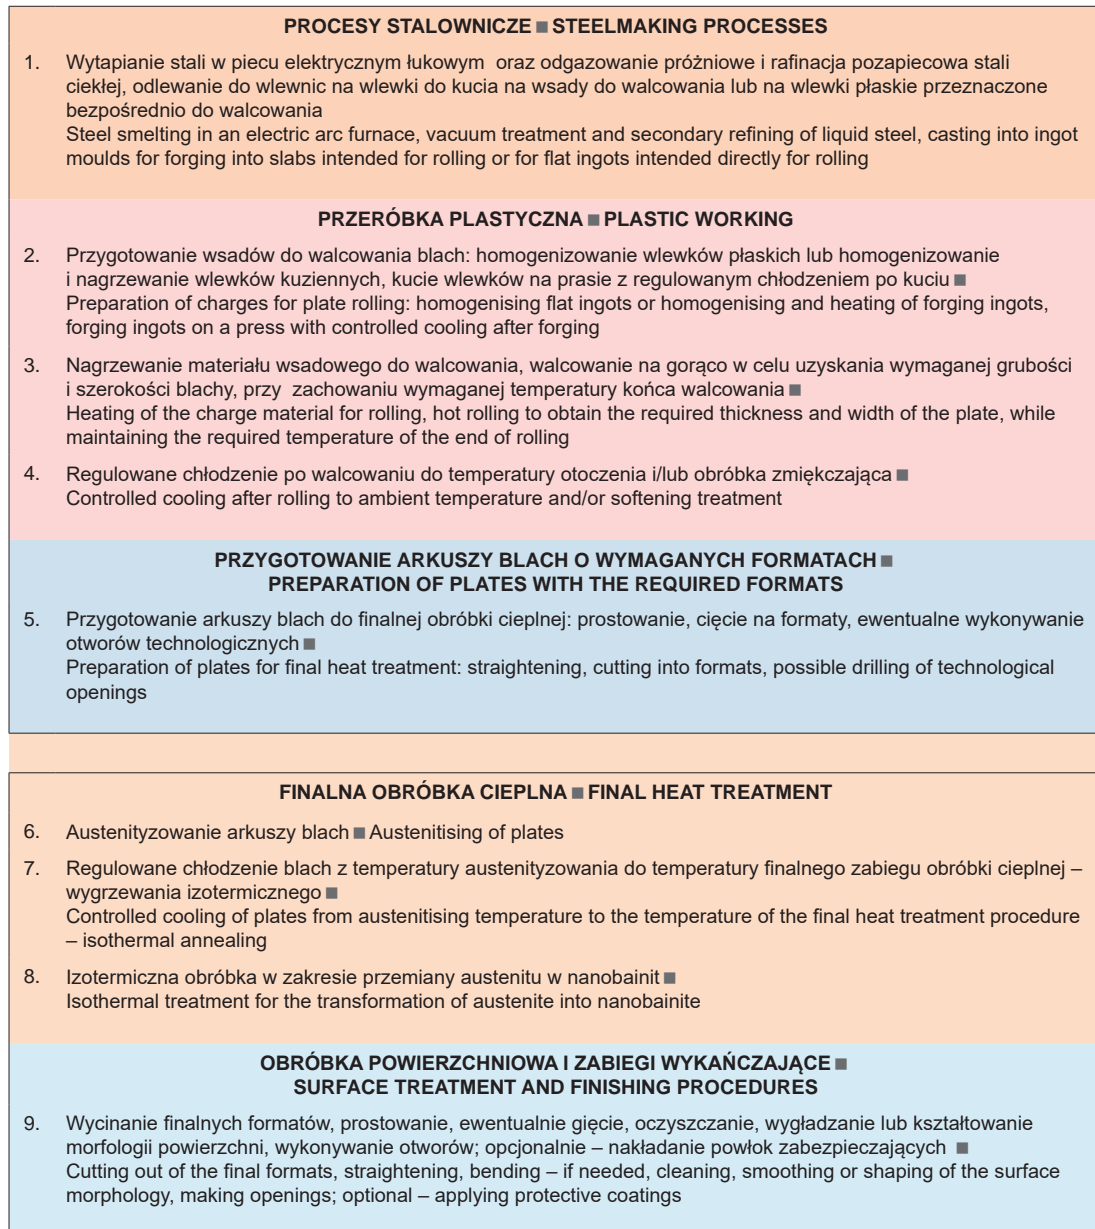 PROCESY STALOWNICZE ■ STEELMAKING PROCESSES
1. Wytapianie stali w piecu elektrycznym łukowym oraz odgazowanie próżniowe i rafinacja pozapiecowa stali
ciekłej, odlewanie do wlewnic na wlewki do kucia na wsady do walcowania lub na wlewki płaskie przeznaczone
bezpośrednio do walcowania
Steel smelting in an electric arc furnace, vacuum treatment and secondary refining of liquid steel, casting into ingot
moulds for forging into slabs intended for rolling or for flat ingots intended directly for rolling
PRZERÓBKA PLASTYCZNA ■ PLASTIC WORKING
2. Przygotowanie wsadów do walcowania blach: homogenizowanie wlewków płaskich lub homogenizowanie
i nagrzewanie wlewków kuziennych, kucie wlewków na prasie z regulowanym chłodzeniem po kuciu ■
Preparation of charges for plate rolling: homogenising flat ingots or homogenising and heating of forging ingots,
forging ingots on a press with controlled cooling after forging
3. Nagrzewanie materiału wsadowego do walcowania, walcowanie na gorąco w celu uzyskania wymaganej grubości
i szerokości blachy, przy zachowaniu wymaganej temperatury końca walcowania ■
Heating of the charge material for rolling, hot rolling to obtain the required thickness and width of the plate, while
maintaining the required temperature of the end of rolling
4. Regulowane chłodzenie po walcowaniu do temperatury otoczenia i/lub obróbka zmiękczająca ■
Controlled cooling after rolling to ambient temperature and/or softening treatment
PRZYGOTOWANIE ARKUSZY BLACH O WYMAGANYCH FORMATACH ■
PREPARATION OF PLATES WITH THE REQUIRED FORMATS
5. Przygotowanie arkuszy blach do finalnej obróbki cieplnej: prostowanie, cięcie na formaty, ewentualne wykonywanie
otworów technologicznych ■
Preparation of plates for final heat treatment: straightening, cutting into formats, possible drilling of technological
openings
FINALNA OBRÓBKA CIEPLNA ■ FINAL HEAT TREATMENT
6. Austenityzowanie arkuszy blach ■ Austenitising of plates
7. Regulowane chłodzenie blach z temperatury austenityzowania do temperatury finalnego zabiegu obróbki cieplnej –
wygrzewania izotermicznego ■
Controlled cooling of plates from austenitising temperature to the temperature of the final heat treatment procedure
– isothermal annealing
8. Izotermiczna obróbka w zakresie przemiany austenitu w nanobainit ■
Isothermal treatment for the transformation of austenite into nanobainite
OBRÓBKA POWIERZCHNIOWA I ZABIEGI WYKAŃCZAJĄCE ■
SURFACE TREATMENT AND FINISHING PROCEDURES
9. Wycinanie finalnych formatów, prostowanie, ewentualnie gięcie, oczyszczanie, wygładzanie lub kształtowanie
morfologii powierzchni, wykonywanie otworów; opcjonalnie – nakładanie powłok zabezpieczających ■
Cutting out of the final formats, straightening, bending – if needed, cleaning, smoothing or shaping of the surface
morphology, making openings; optional – applying protective coatings